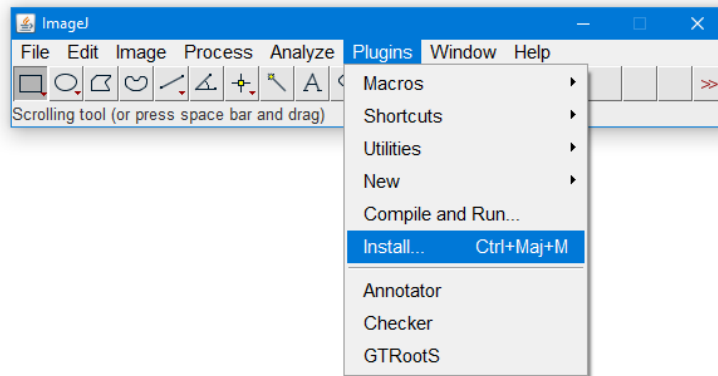 ImageJ
File Edit Image Process Analyze Plugins Window Help
A
Scrolling tool (or press space bar and drag)
Macros
Shortcuts
Utilities
New
Compile and Run...
Install... Ctrl+Maj+M
Annotator
Checker
GTRootS